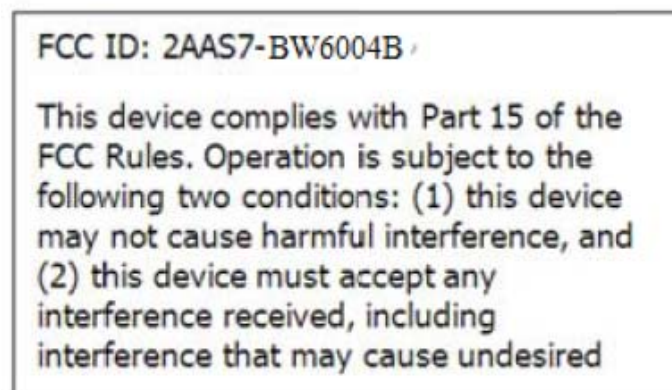 FCC ID: 2AAS7-BW6004B
This device complies with Part 15 of the
FCC Rules. Operation is subject to the
following two conditions: (1) this device
may not cause harmful interference, and
(2) this device must accept any
interference received, including
interference that may cause undesired